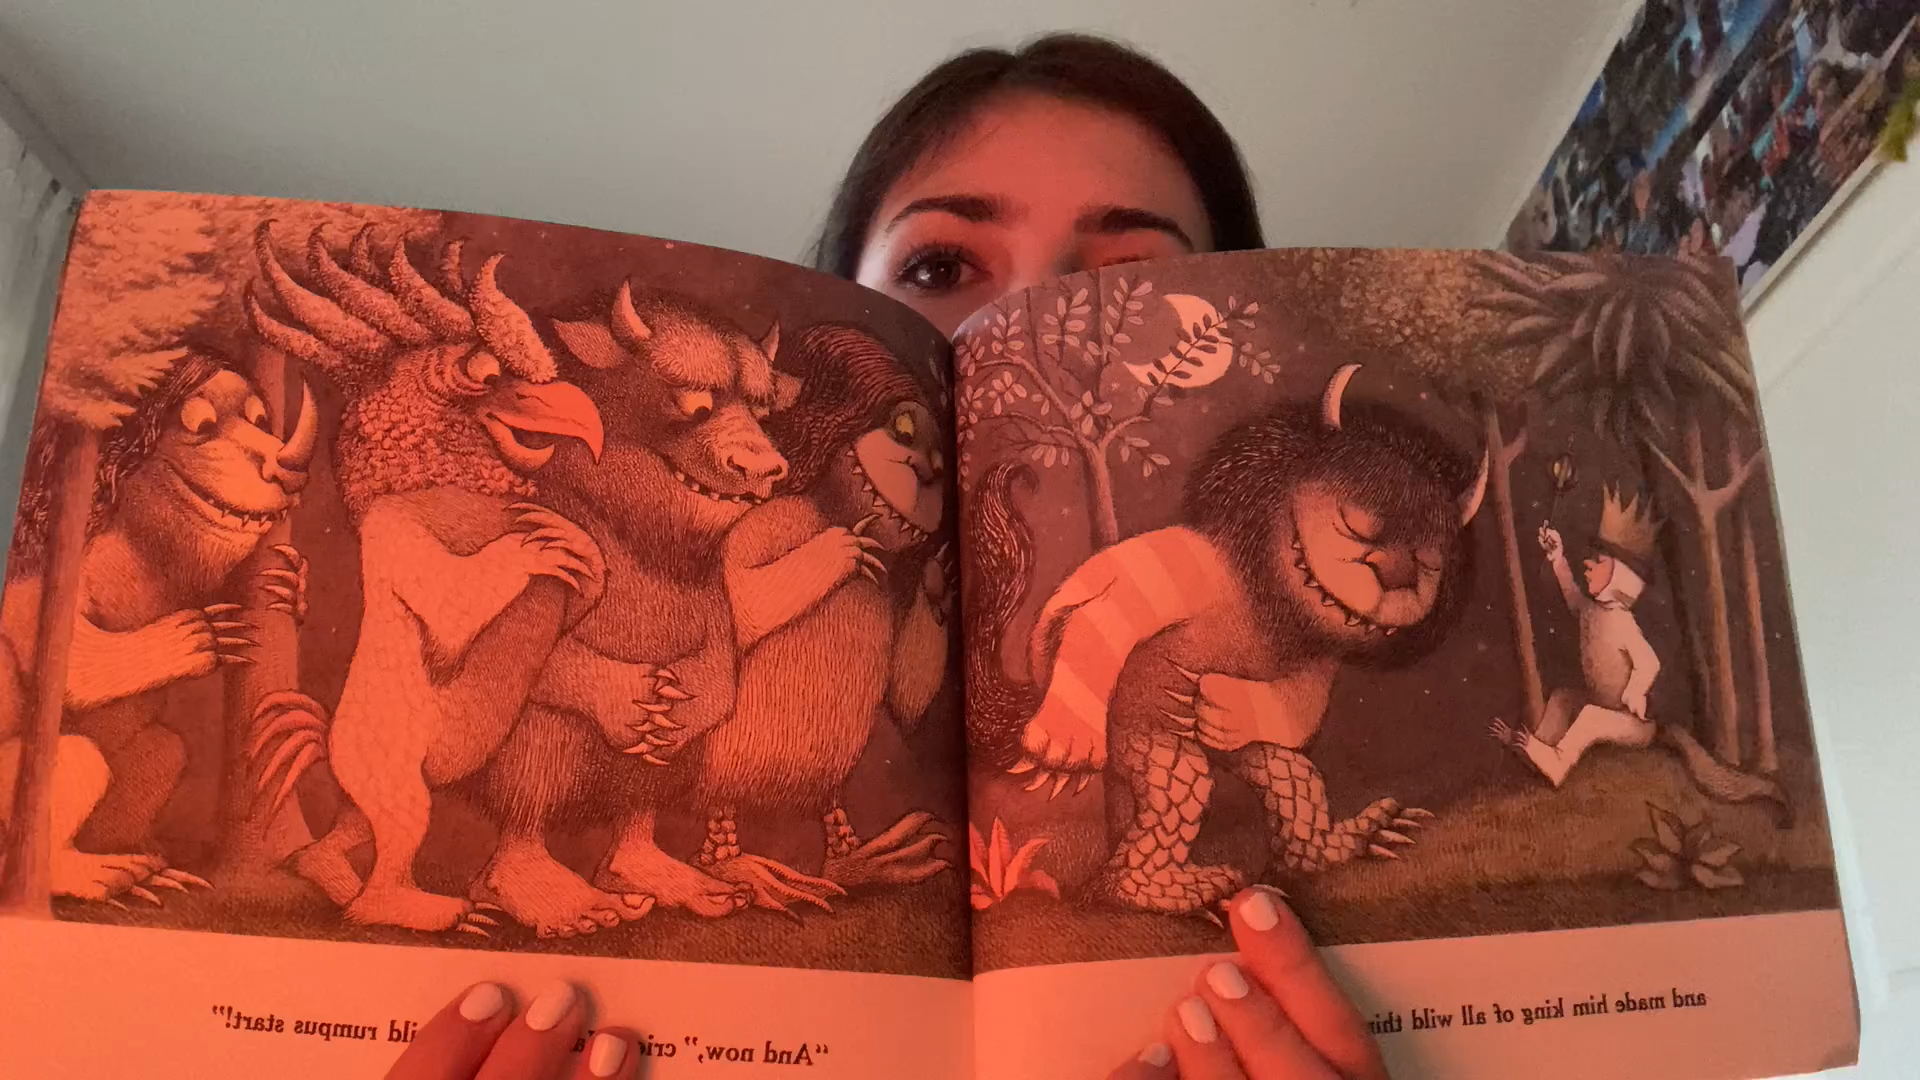 and made him king of all wild
“And now,” rumpus start!”